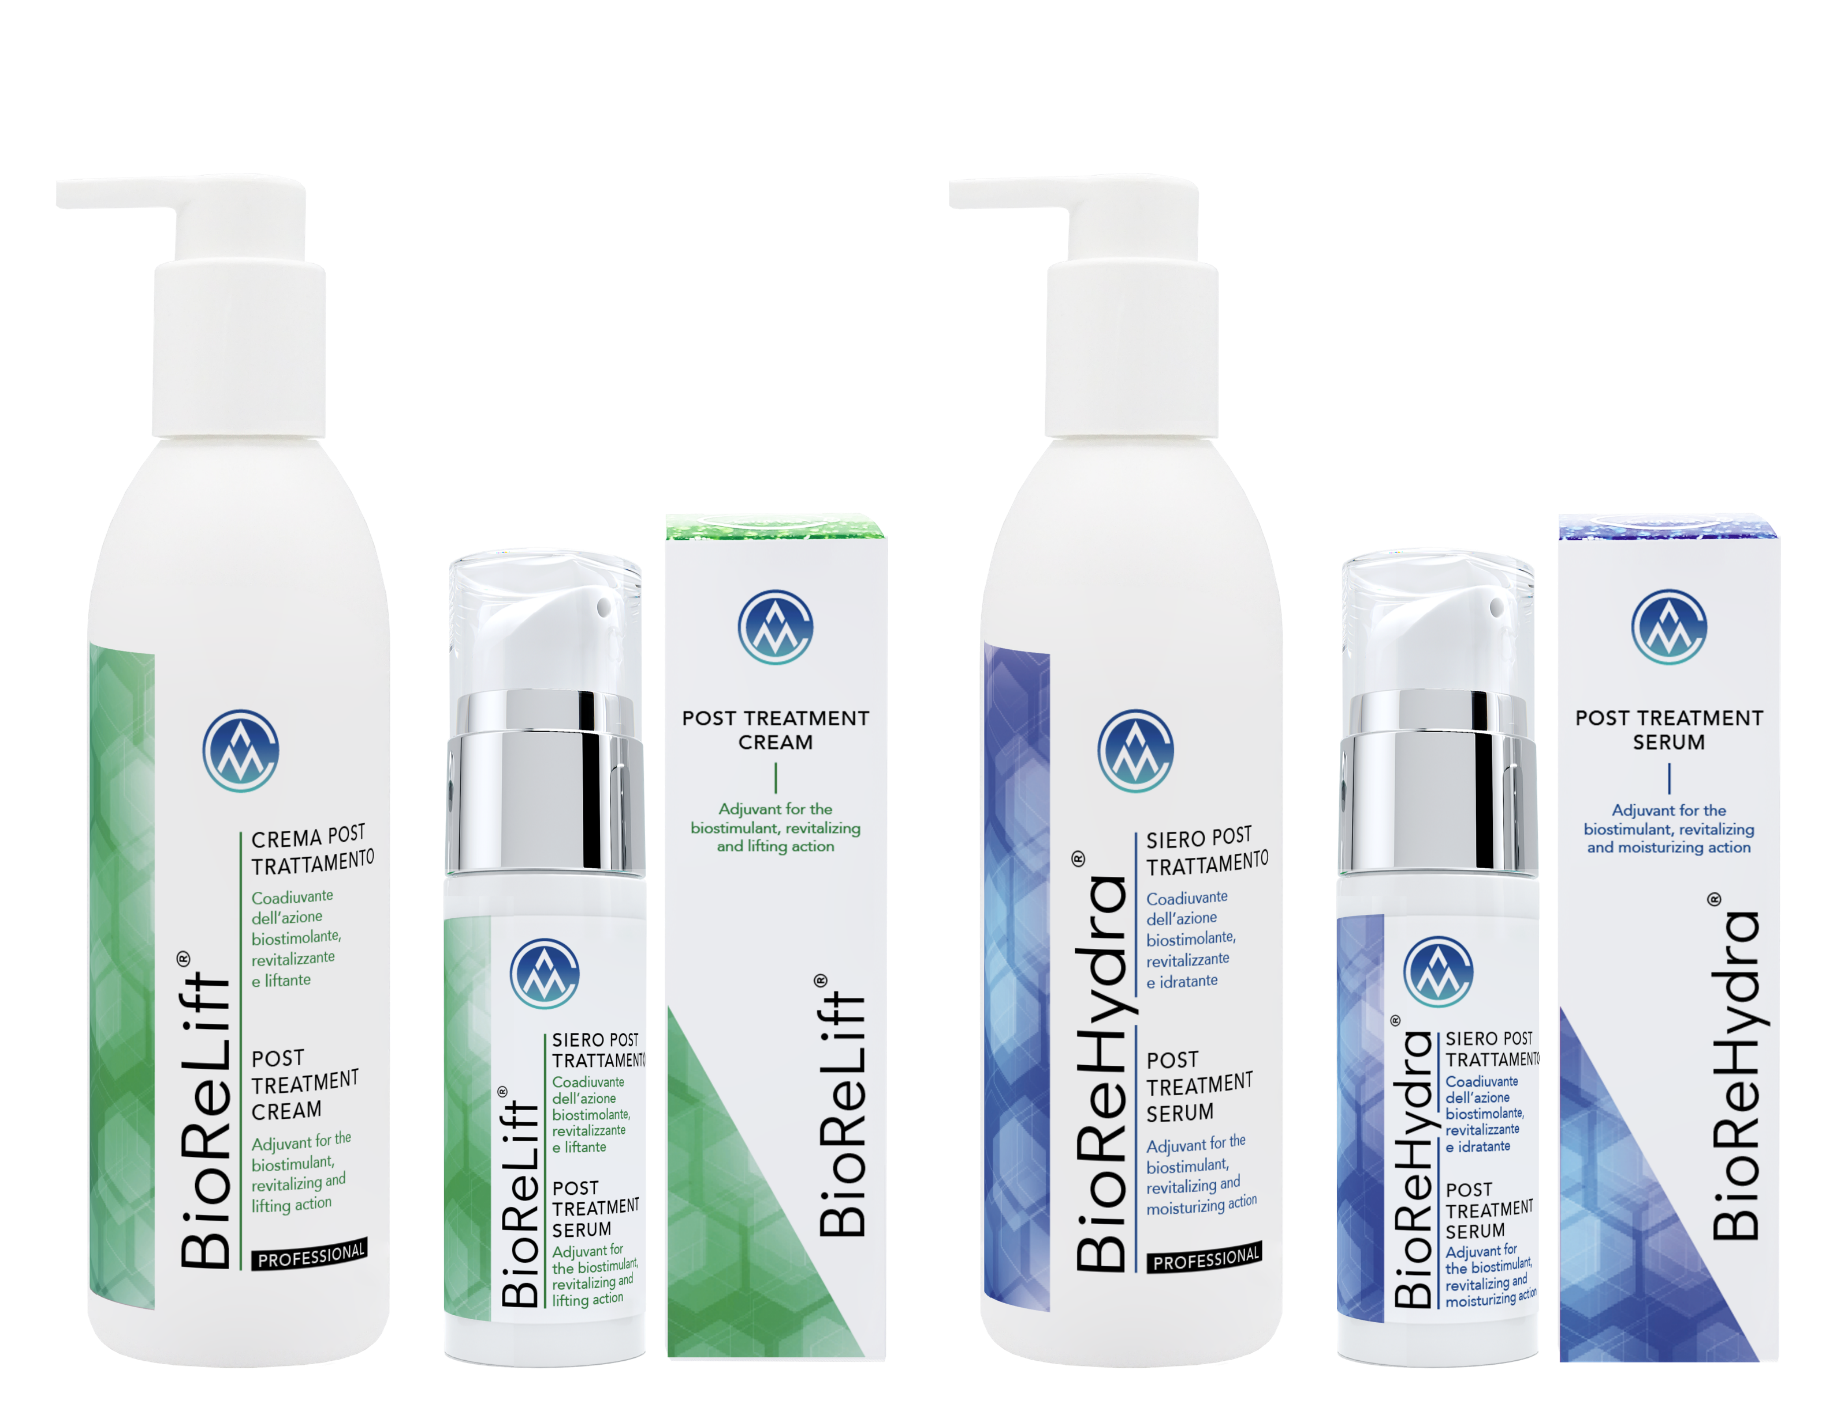 BioReLift®
CREMA POST
TRATTAMENTO
Coadiuvante
dell'azione
biostimolante,
revitalizzante
e liftante
POST
TREATMENT
CREAM
Adjuvant for the
biostimulant,
revitalizing and
lifting action
PROFESSIONAL
BioReLift®
SIERO POST
TRATTAMENTO
Coadiuvante
dell'azione
biostimolante,
revitalizzante
e liftante
POST
TREATMENT
SERUM
Adjuvant for
the biostimulant,
revitalizing and
lifting action
POST TREATMENT
CREAM
Adjuvant for the
biostimulant, revitalizing
and lifting action
BioReLift®
BioReHydra®
SIERO POST
TRATTAMENTO
Coadiuvante
dell'azione
biostimolante,
revitalizzante
e idratante
POST
TREATMENT
SERUM
Adjuvant for the
biostimulant,
revitalizing and
moisturizing action
PROFESSIONAL
BioReHydra®
SIERO POST
TRATTAMENTO
Coadiuvante
dell'azione
biostimolante,
revitalizzante
e idratante
POST
TREATMENT
SERUM
Adjuvant for
the biostimulant,
revitalizing and
moisturizing action
POST TREATMENT
SERUM
Adjuvant for the
biostimulant, revitalizing
and moisturizing action
BioReHydra®